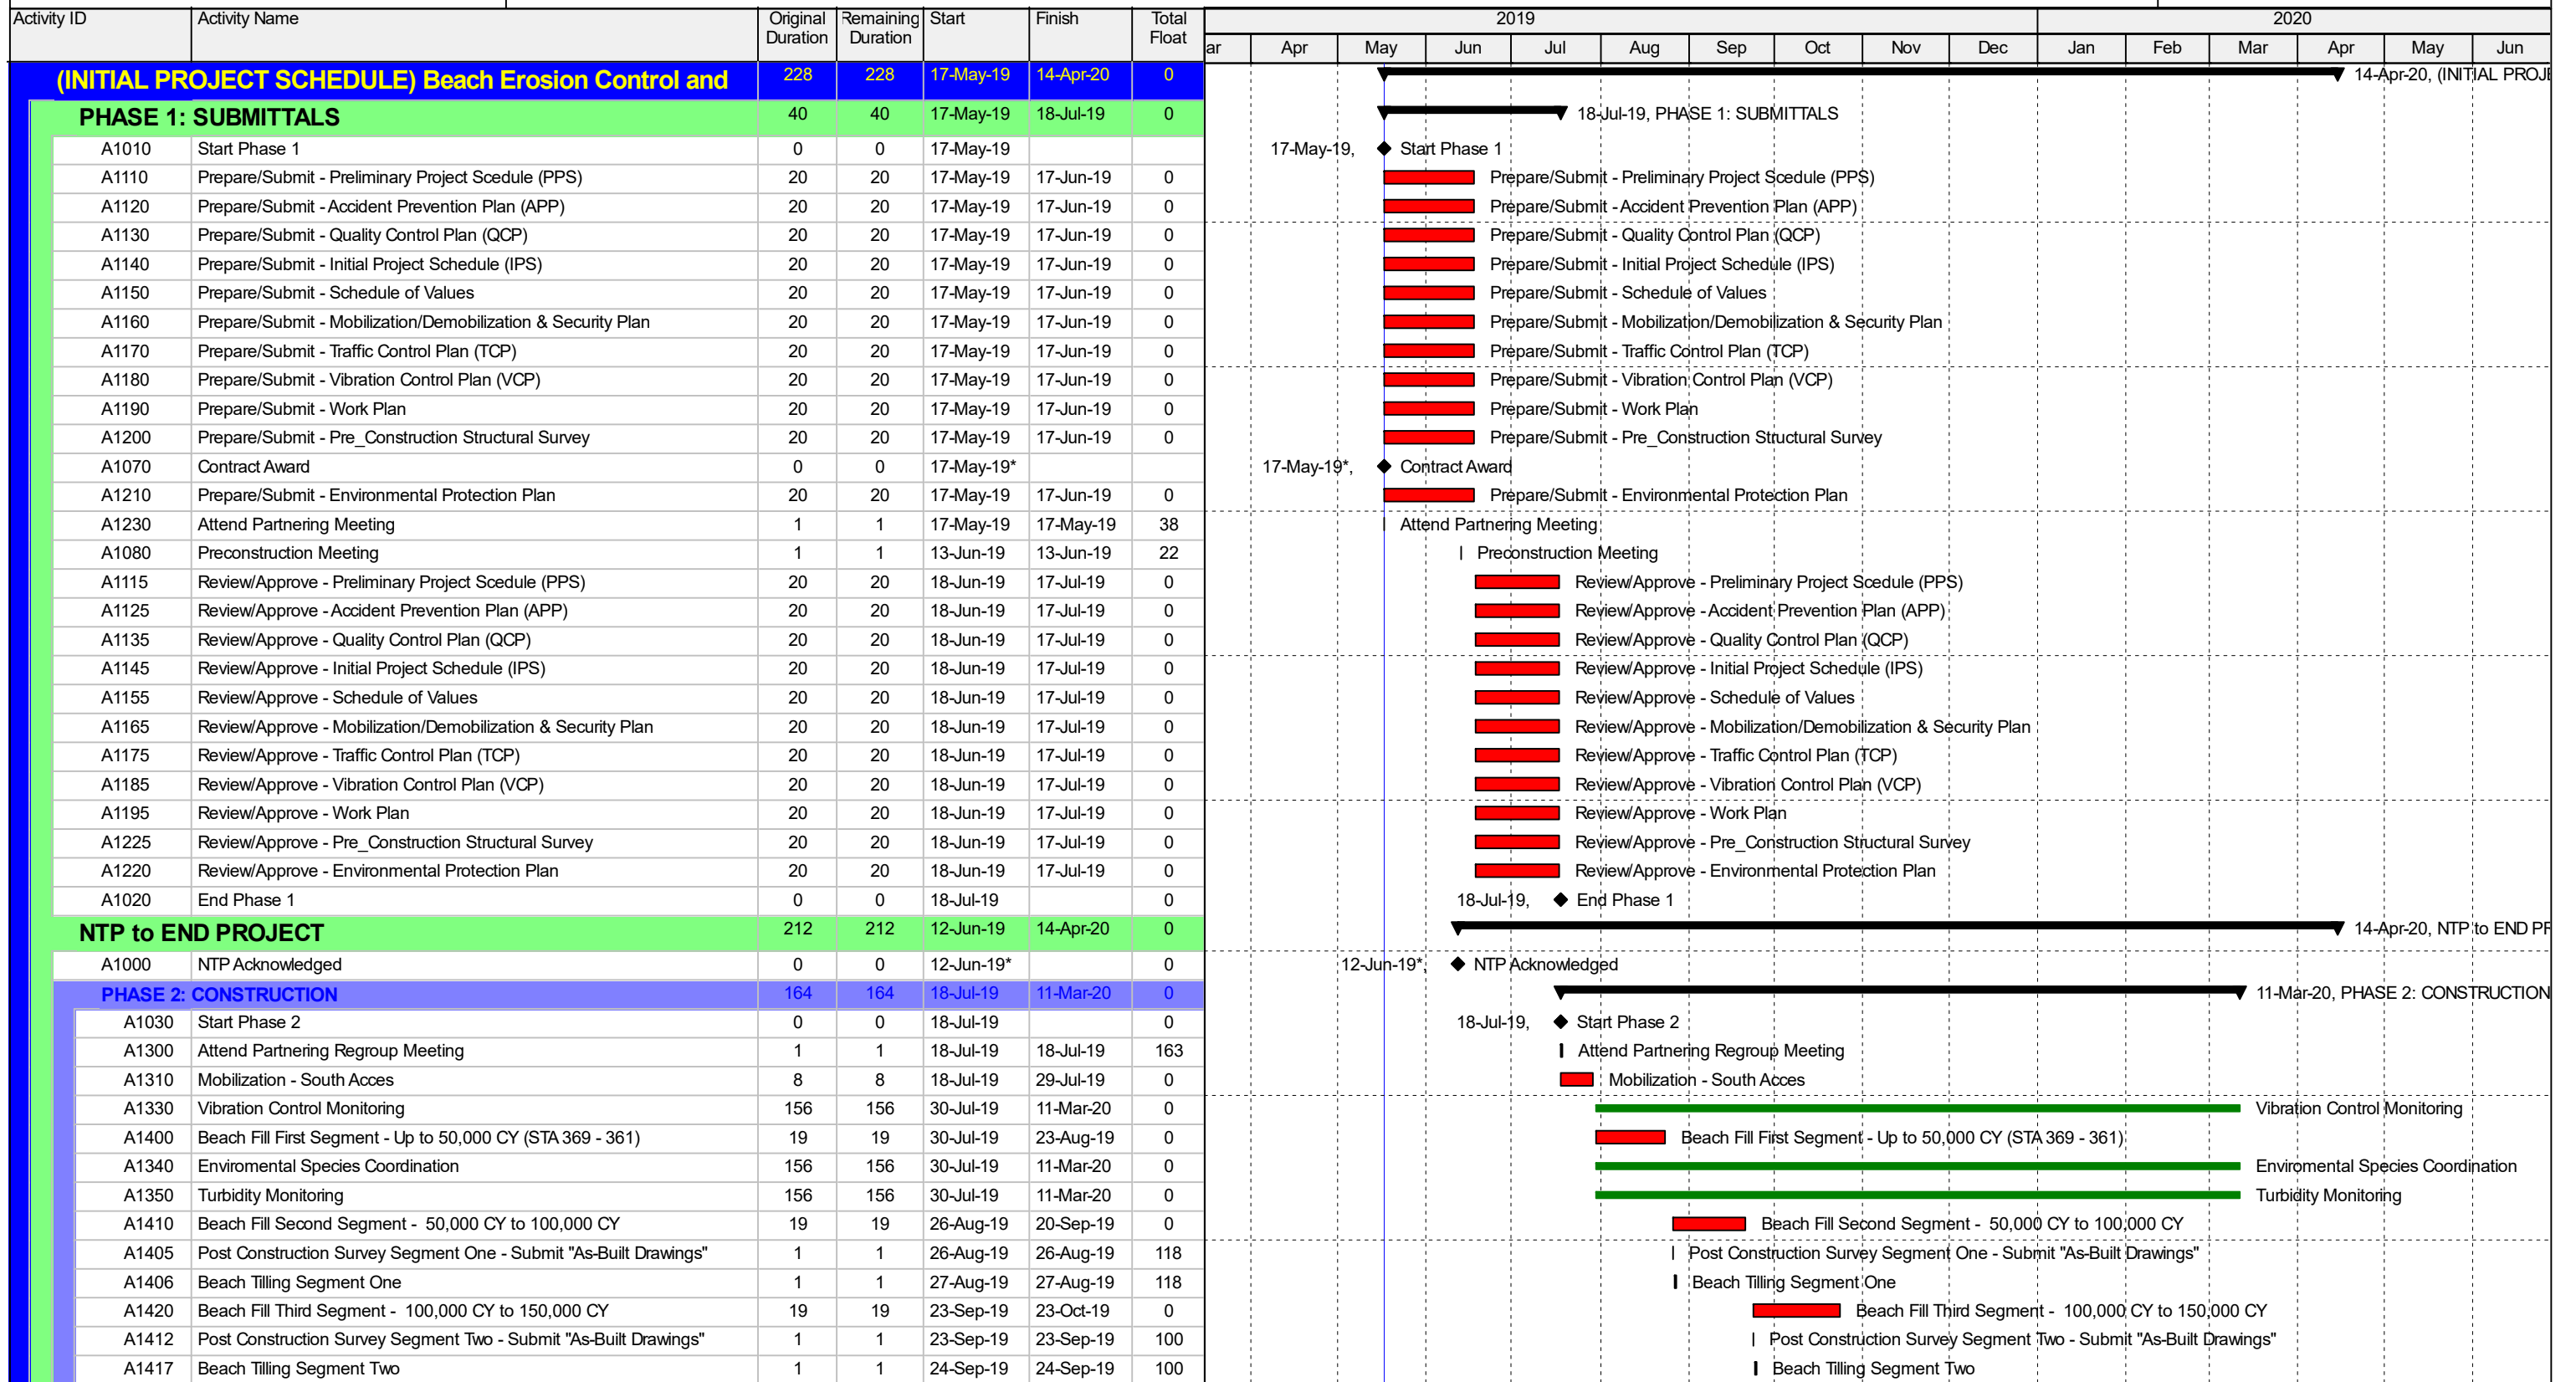 Activity ID Activity Name Original Duration Remaining Duration Start Finish Total Float 2019 2020
ar Apr May Jun Jul Aug Sep Oct Nov Dec Jan Feb Mar Apr May Jun
(INITIAL PROJECT SCHEDULE) Beach Erosion Control and 228 228 17-May-19 14-Apr-20 0 14-Apr-20, (INITIAL PROJE
PHASE 1: SUBMITTALS 40 40 17-May-19 18-Jul-19 0 18-Jul-19, PHASE 1: SUBMITTALS
A1010 Start Phase 1 0 0 17-May-19 17-May-19, Start Phase 1
A1110 Prepare/Submit - Preliminary Project Scedule (PPS) 20 20 17-May-19 17-Jun-19 0 Prepare/Submit - Preliminary Project Scedule (PPS)
A1120 Prepare/Submit - Accident Prevention Plan (APP) 20 20 17-May-19 17-Jun-19 0 Prepare/Submit - Accident Prevention Plan (APP)
A1130 Prepare/Submit - Quality Control Plan (QCP) 20 20 17-May-19 17-Jun-19 0 Prepare/Submit - Quality Control Plan (QCP)
A1140 Prepare/Submit - Initial Project Schedule (IPS) 20 20 17-May-19 17-Jun-19 0 Prepare/Submit - Initial Project Schedule (IPS)
A1150 Prepare/Submit - Schedule of Values 20 20 17-May-19 17-Jun-19 0 Prepare/Submit - Schedule of Values
A1160 Prepare/Submit - Mobilization/Demobilization & Security Plan 20 20 17-May-19 17-Jun-19 0 Prepare/Submit - Mobilization/Demobilization & Security Plan
A1170 Prepare/Submit - Traffic Control Plan (TCP) 20 20 17-May-19 17-Jun-19 0 Prepare/Submit - Traffic Control Plan (TCP)
A1180 Prepare/Submit - Vibration Control Plan (VCP) 20 20 17-May-19 17-Jun-19 0 Prepare/Submit - Vibration Control Plan (VCP)
A1190 Prepare/Submit - Work Plan 20 20 17-May-19 17-Jun-19 0 Prepare/Submit - Work Plan
A1200 Prepare/Submit - Pre_Construction Structural Survey 20 20 17-May-19 17-Jun-19 0 Prepare/Submit - Pre_Construction Structural Survey
A1070 Contract Award 0 0 17-May-19* 17-May-19*, Contract Award
A1210 Prepare/Submit - Environmental Protection Plan 20 20 17-May-19 17-Jun-19 0 Prepare/Submit - Environmental Protection Plan
A1230 Attend Partnering Meeting 1 1 17-May-19 17-May-19 38 Attend Partnering Meeting
A1080 Preconstruction Meeting 1 1 13-Jun-19 13-Jun-19 22 Preconstruction Meeting
A1115 Review/Approve - Preliminary Project Scedule (PPS) 20 20 18-Jun-19 17-Jul-19 0 Review/Approve - Preliminary Project Scedule (PPS)
A1125 Review/Approve - Accident Prevention Plan (APP) 20 20 18-Jun-19 17-Jul-19 0 Review/Approve - Accident Prevention Plan (APP)
A1135 Review/Approve - Quality Control Plan (QCP) 20 20 18-Jun-19 17-Jul-19 0 Review/Approve - Quality Control Plan (QCP)
A1145 Review/Approve - Initial Project Schedule (IPS) 20 20 18-Jun-19 17-Jul-19 0 Review/Approve - Initial Project Schedule (IPS)
A1155 Review/Approve - Schedule of Values 20 20 18-Jun-19 17-Jul-19 0 Review/Approve - Schedule of Values
A1165 Review/Approve - Mobilization/Demobilization & Security Plan 20 20 18-Jun-19 17-Jul-19 0 Review/Approve - Mobilization/Demobilization & Security Plan
A1175 Review/Approve - Traffic Control Plan (TCP) 20 20 18-Jun-19 17-Jul-19 0 Review/Approve - Traffic Control Plan (TCP)
A1185 Review/Approve - Vibration Control Plan (VCP) 20 20 18-Jun-19 17-Jul-19 0 Review/Approve - Vibration Control Plan (VCP)
A1195 Review/Approve - Work Plan 20 20 18-Jun-19 17-Jul-19 0 Review/Approve - Work Plan
A1225 Review/Approve - Pre_Construction Structural Survey 20 20 18-Jun-19 17-Jul-19 0 Review/Approve - Pre_Construction Structural Survey
A1220 Review/Approve - Environmental Protection Plan 20 20 18-Jun-19 17-Jul-19 0 Review/Approve - Environmental Protection Plan
A1020 End Phase 1 0 0 18-Jul-19 0 18-Jul-19, End Phase 1
NTP to END PROJECT 212 212 12-Jun-19 14-Apr-20 0 14-Apr-20, NTP to END PR
A1000 NTP Acknowledged 0 0 12-Jun-19* 0 12-Jun-19*, NTP Acknowledged
PHASE 2: CONSTRUCTION 164 164 18-Jul-19 11-Mar-20 0 11-Mar-20, PHASE 2: CONSTRUCTION
A1030 Start Phase 2 0 0 18-Jul-19 0 18-Jul-19, Start Phase 2
A1300 Attend Partnering Regroup Meeting 1 1 18-Jul-19 18-Jul-19 163 Attend Partnering Regroup Meeting
A1310 Mobilization - South Acces 8 8 18-Jul-19 29-Jul-19 0 Mobilization - South Acces
A1330 Vibration Control Monitoring 156 156 30-Jul-19 11-Mar-20 0 Vibration Control Monitoring
A1400 Beach Fill First Segment - Up to 50,000 CY (STA 369 - 361) 19 19 30-Jul-19 23-Aug-19 0 Beach Fill First Segment - Up to 50,000 CY (STA 369 - 361)
A1340 Enviromental Species Coordination 156 156 30-Jul-19 11-Mar-20 0 Enviromental Species Coordination
A1350 Turbidity Monitoring 156 156 30-Jul-19 11-Mar-20 0 Turbidity Monitoring
A1410 Beach Fill Second Segment - 50,000 CY to 100,000 CY 19 19 26-Aug-19 20-Sep-19 0 Beach Fill Second Segment - 50,000 CY to 100,000 CY
A1405 Post Construction Survey Segment One - Submit "As-Built Drawings" 1 1 26-Aug-19 26-Aug-19 118 Post Construction Survey Segment One - Submit "As-Built Drawings"
A1406 Beach Tilling Segment One 1 1 27-Aug-19 27-Aug-19 118 Beach Tilling Segment One
A1420 Beach Fill Third Segment - 100,000 CY to 150,000 CY 19 19 23-Sep-19 23-Oct-19 0 Beach Fill Third Segment - 100,000 CY to 150,000 CY
A1412 Post Construction Survey Segment Two - Submit "As-Built Drawings" 1 1 23-Sep-19 23-Sep-19 100 Post Construction Survey Segment Two - Submit "As-Built Drawings"
A1417 Beach Tilling Segment Two 1 1 24-Sep-19 24-Sep-19 100 Beach Tilling Segment Two